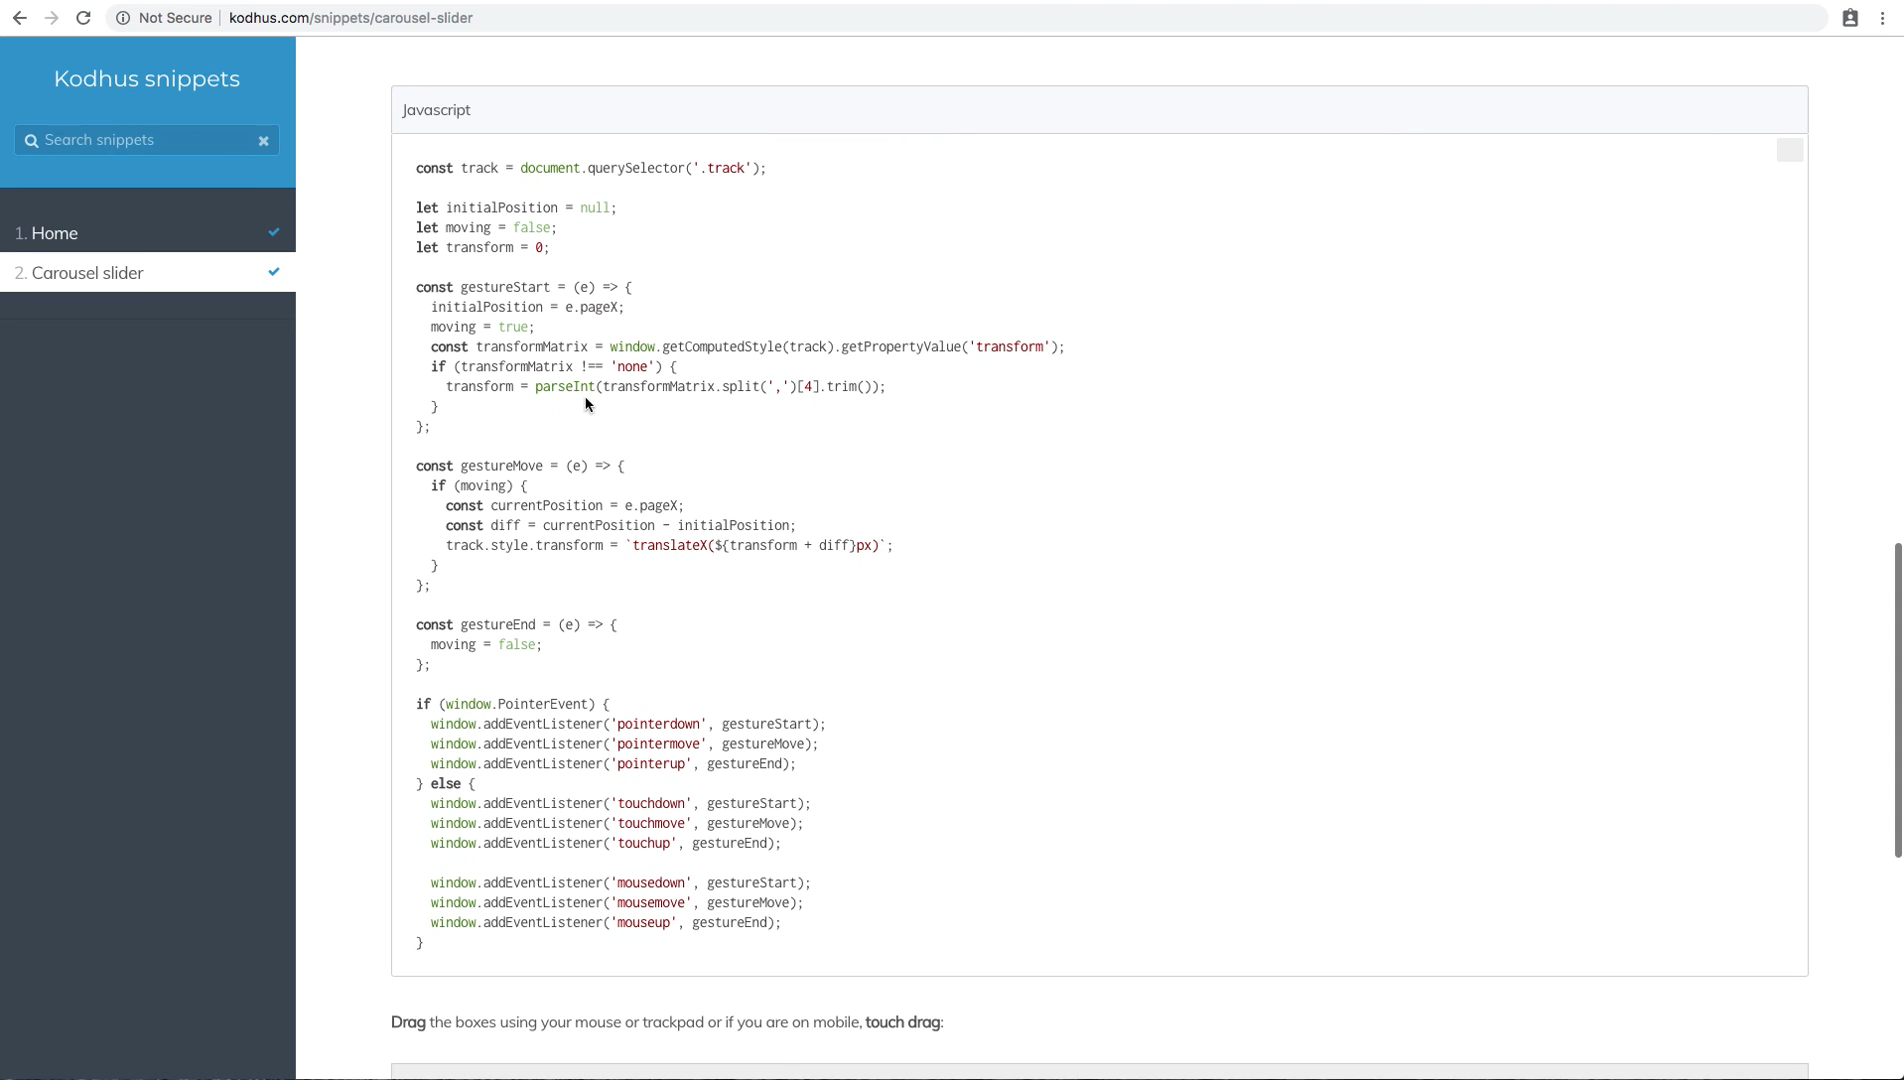 Not Secure | kodhus.com/snippets/carousel-slider
Kodhus snippets
Search snippets
1. Home
2. Carousel slider
Javascript
const track = document.querySelector('.track');
let initialPosition = null;
let moving = false;
let transform = 0;
const gestureStart = (e) => {
  initialPosition = e.pageX;
  moving = true;
  const transformMatrix = window.getComputedStyle(track).getPropertyValue('transform');
  if (transformMatrix !== 'none') {
    transform = parseInt(transformMatrix.split(',')[4].trim());
  }
};
const gestureMove = (e) => {
  if (moving) {
    const currentPosition = e.pageX;
    const diff = currentPosition - initialPosition;
    track.style.transform = `translateX(${transform + diff}px)`;
  }
};
const gestureEnd = (e) => {
  moving = false;
};
if (window.PointerEvent) {
  window.addEventListener('pointerdown', gestureStart);
  window.addEventListener('pointermove', gestureMove);
  window.addEventListener('pointerup', gestureEnd);
} else {
  window.addEventListener('touchdown', gestureStart);
  window.addEventListener('touchmove', gestureMove);
  window.addEventListener('touchup', gestureEnd);
  window.addEventListener('mousedown', gestureStart);
  window.addEventListener('mousemove', gestureMove);
  window.addEventListener('mouseup', gestureEnd);
}
Drag the boxes using your mouse or trackpad or if you are on mobile, touch drag: